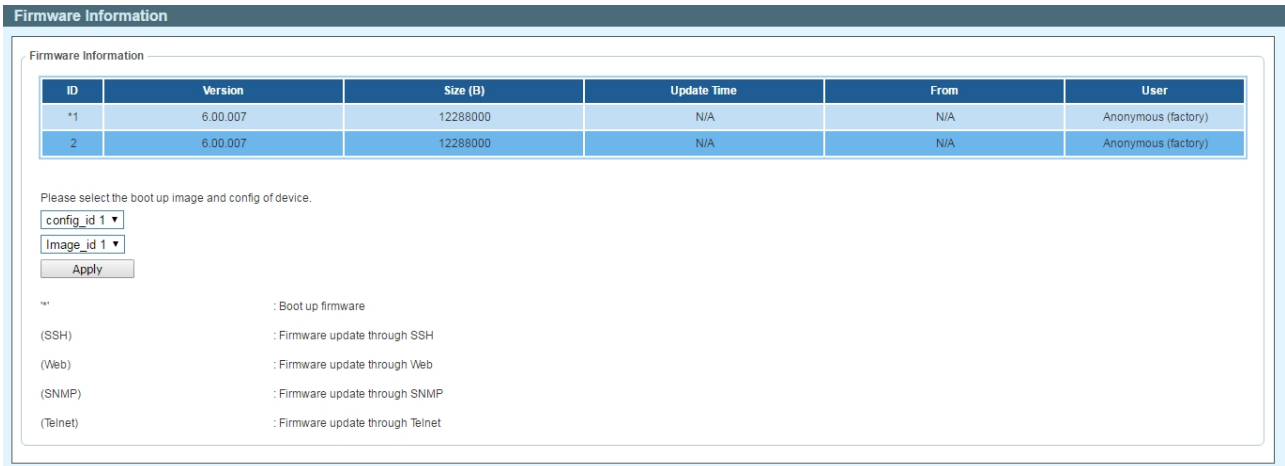 Firmware Information
Firmware Information
ID Version Size (B) Update Time From User
*1 6.00.007 12288000 N/A N/A Anonymous (factory)
2 6.00.007 12288000 N/A N/A Anonymous (factory)
Please select the boot up image and config of device.
config_id 1
Image_id 1
Apply
'*' : Boot up firmware
(SSH) : Firmware update through SSH
(Web) : Firmware update through Web
(SNMP) : Firmware update through SNMP
(Telnet) : Firmware update through Telnet